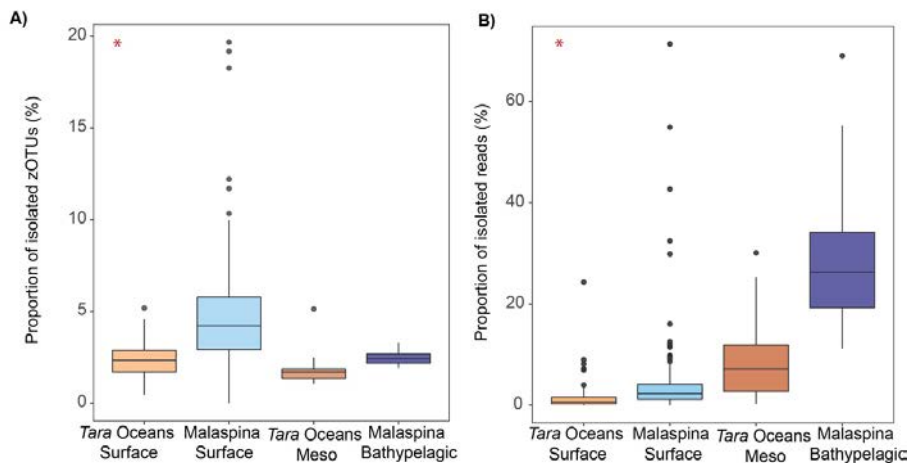 A)
*
Proportion of isolated zOTUs (%)
20
15
10
5
0
Tara Oceans Surface
Malaspina Surface
Tara Oceans Meso
Malaspina Bathypelagic
B)
*
Proportion of isolated reads (%)
60
40
20
0
Tara Oceans Surface
Malaspina Surface
Tara Oceans Meso
Malaspina Bathypelagic